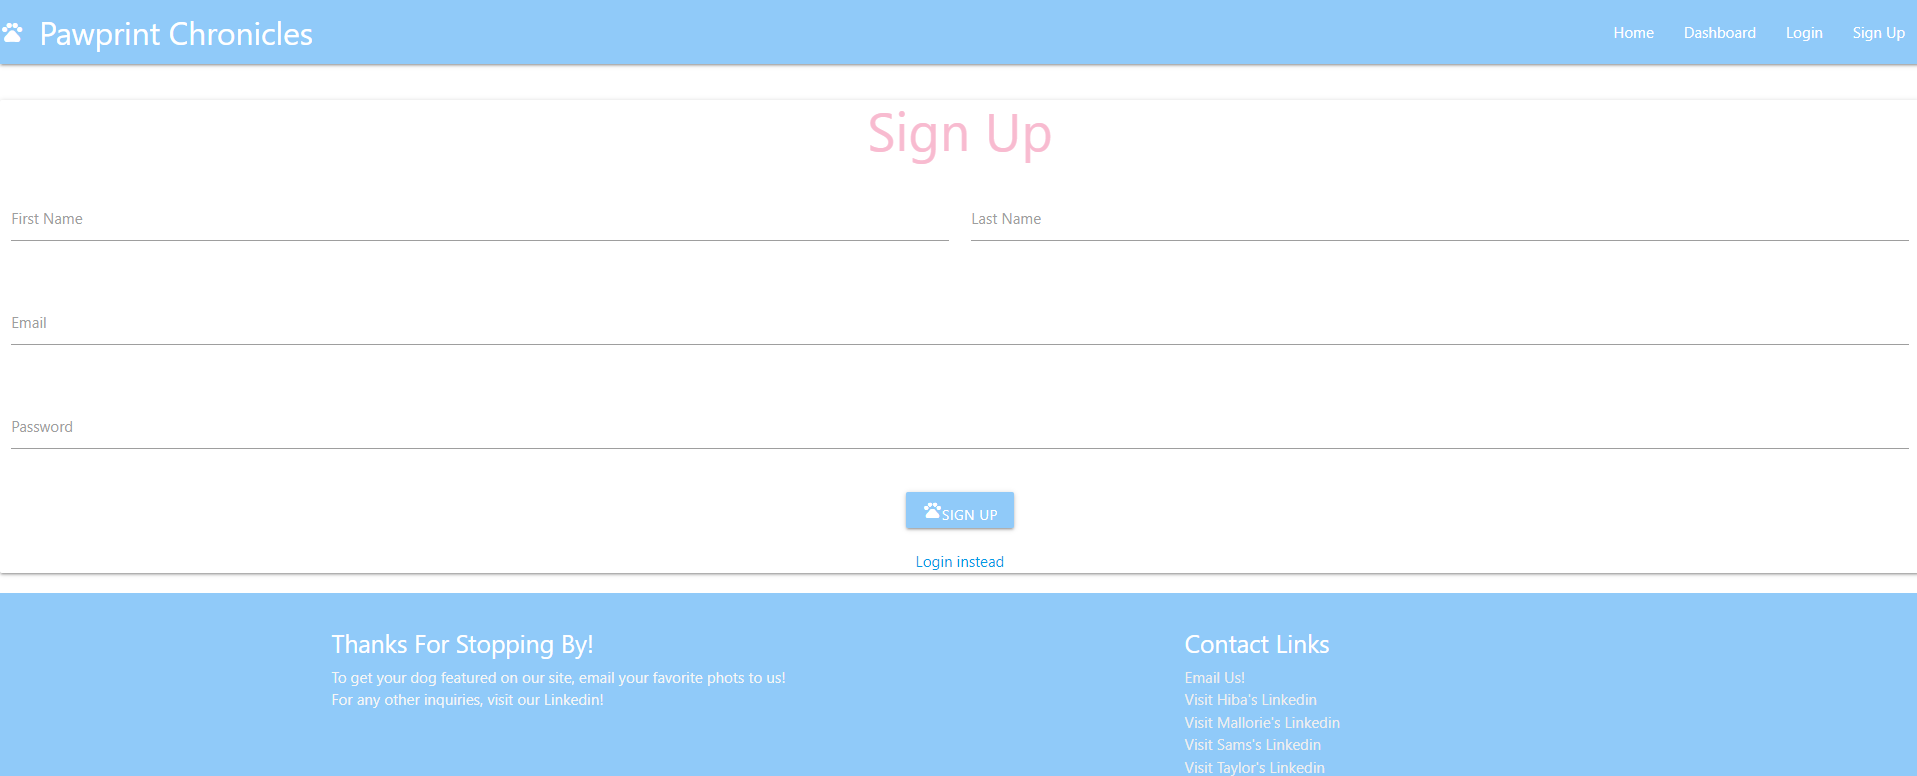 Pawprint Chronicles
Home Dashboard Login Sign Up
Sign Up
First Name Last Name
Email
Password
SIGN UP
Login instead
Thanks For Stopping By!
To get your dog featured on our site, email your favorite phots to us!
For any other inquiries, visit our Linkedin!
Contact Links
Email Us!
Visit Hiba's Linkedin
Visit Mallorie's Linkedin
Visit Sams's Linkedin
Visit Taylor's Linkedin